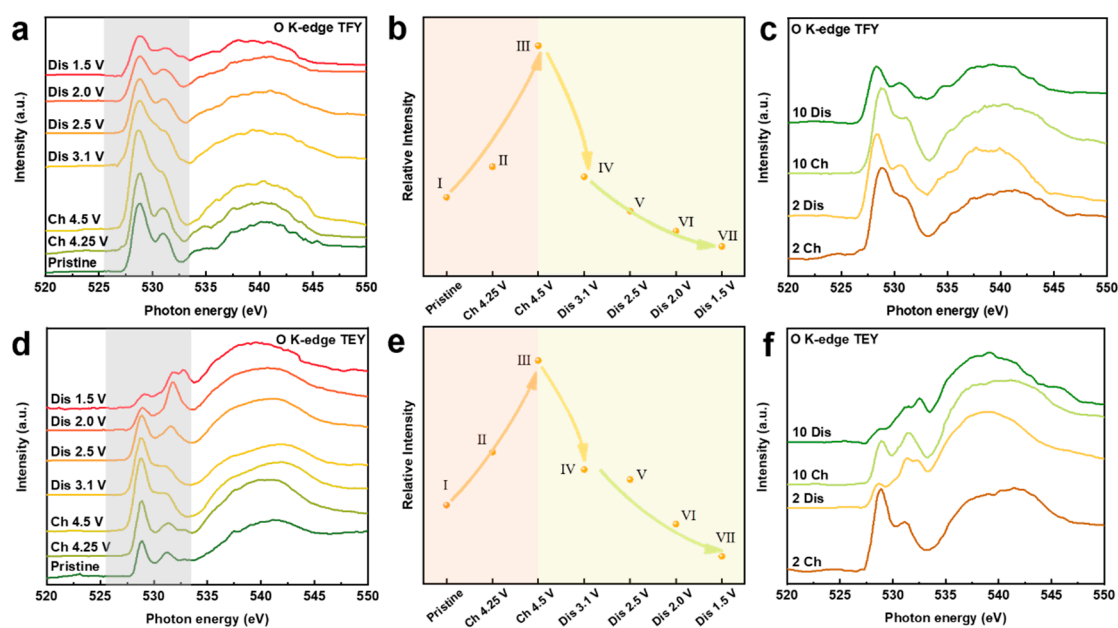 a
O K-edge TFY
Dis 1.5 V
Dis 2.0 V
Dis 2.5 V
Dis 3.1 V
Ch 4.5 V
Ch 4.25 V
Pristine
Intensity (a.u.)
520 525 530 535 540 545 550
Photon energy (eV)
b
I
II
III
IV
V
VI
VII
Relative Intensity
Pristine
Ch 4.25 V
Ch 4.5 V
Dis 3.1 V
Dis 2.5 V
Dis 2.0 V
Dis 1.5 V
c
O K-edge TFY
10 Dis
10 Ch
2 Dis
2 Ch
Intensity (a.u.)
520 525 530 535 540 545 550
Photon energy (eV)
d
O K-edge TEY
Dis 1.5 V
Dis 2.0 V
Dis 2.5 V
Dis 3.1 V
Ch 4.5 V
Ch 4.25 V
Pristine
Intensity (a.u.)
520 525 530 535 540 545 550
Photon energy (eV)
e
I
II
III
IV
V
VI
VII
Relative Intensity
Pristine
Ch 4.25 V
Ch 4.5 V
Dis 3.1 V
Dis 2.5 V
Dis 2.0 V
Dis 1.5 V
f
O K-edge TEY
10 Dis
10 Ch
2 Dis
2 Ch
Intensity (a.u.)
520 525 530 535 540 545 550
Photon energy (eV)